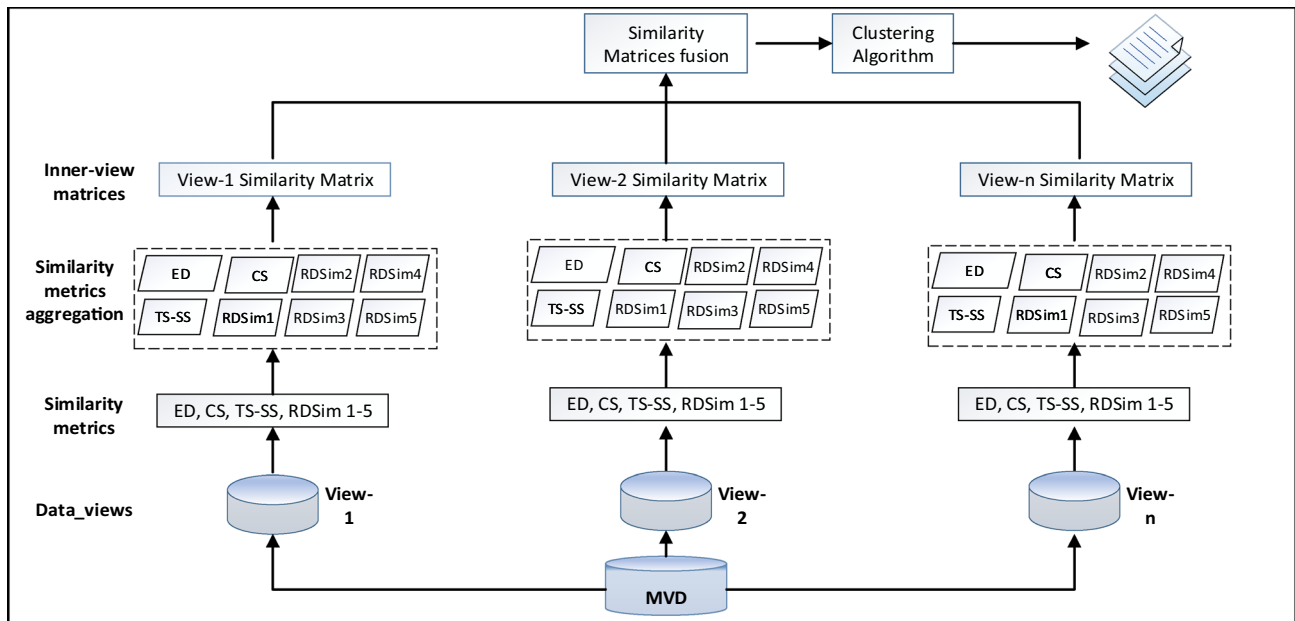 Similarity
Matrices fusion
Clustering
Algorithm
Inner-view
matrices
View-1 Similarity Matrix
View-2 Similarity Matrix
View-n Similarity Matrix
Similarity
metrics
aggregation
ED CS RDSim2 RDSim4
TS-SS RDSim1 RDSim3 RDSim5
ED CS RDSim2 RDSim4
TS-SS RDSim1 RDSim3 RDSim5
ED CS RDSim2 RDSim4
TS-SS RDSim1 RDSim3 RDSim5
Similarity
metrics
ED, CS, TS-SS, RDSim 1-5
ED, CS, TS-SS, RDSim 1-5
ED, CS, TS-SS, RDSim 1-5
Data_views
View-
1
View-
2
View-
n
MVD